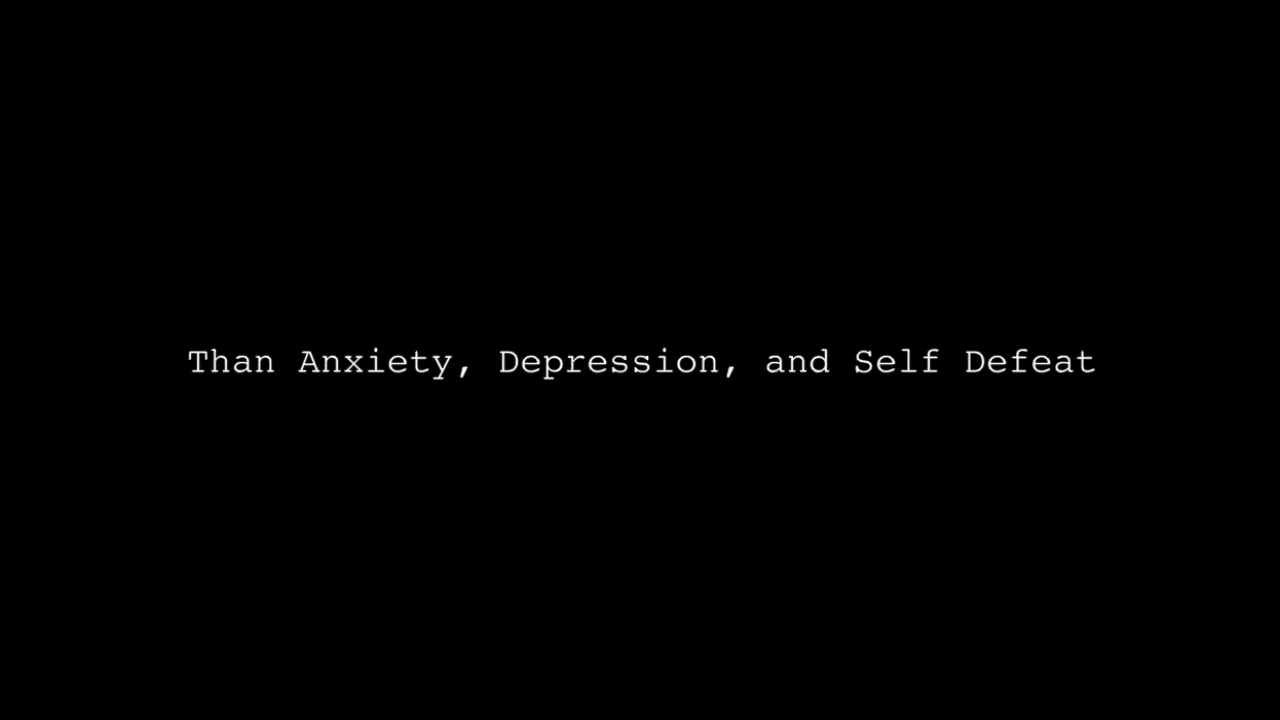 Than Anxiety, Depression, and Self Defeat